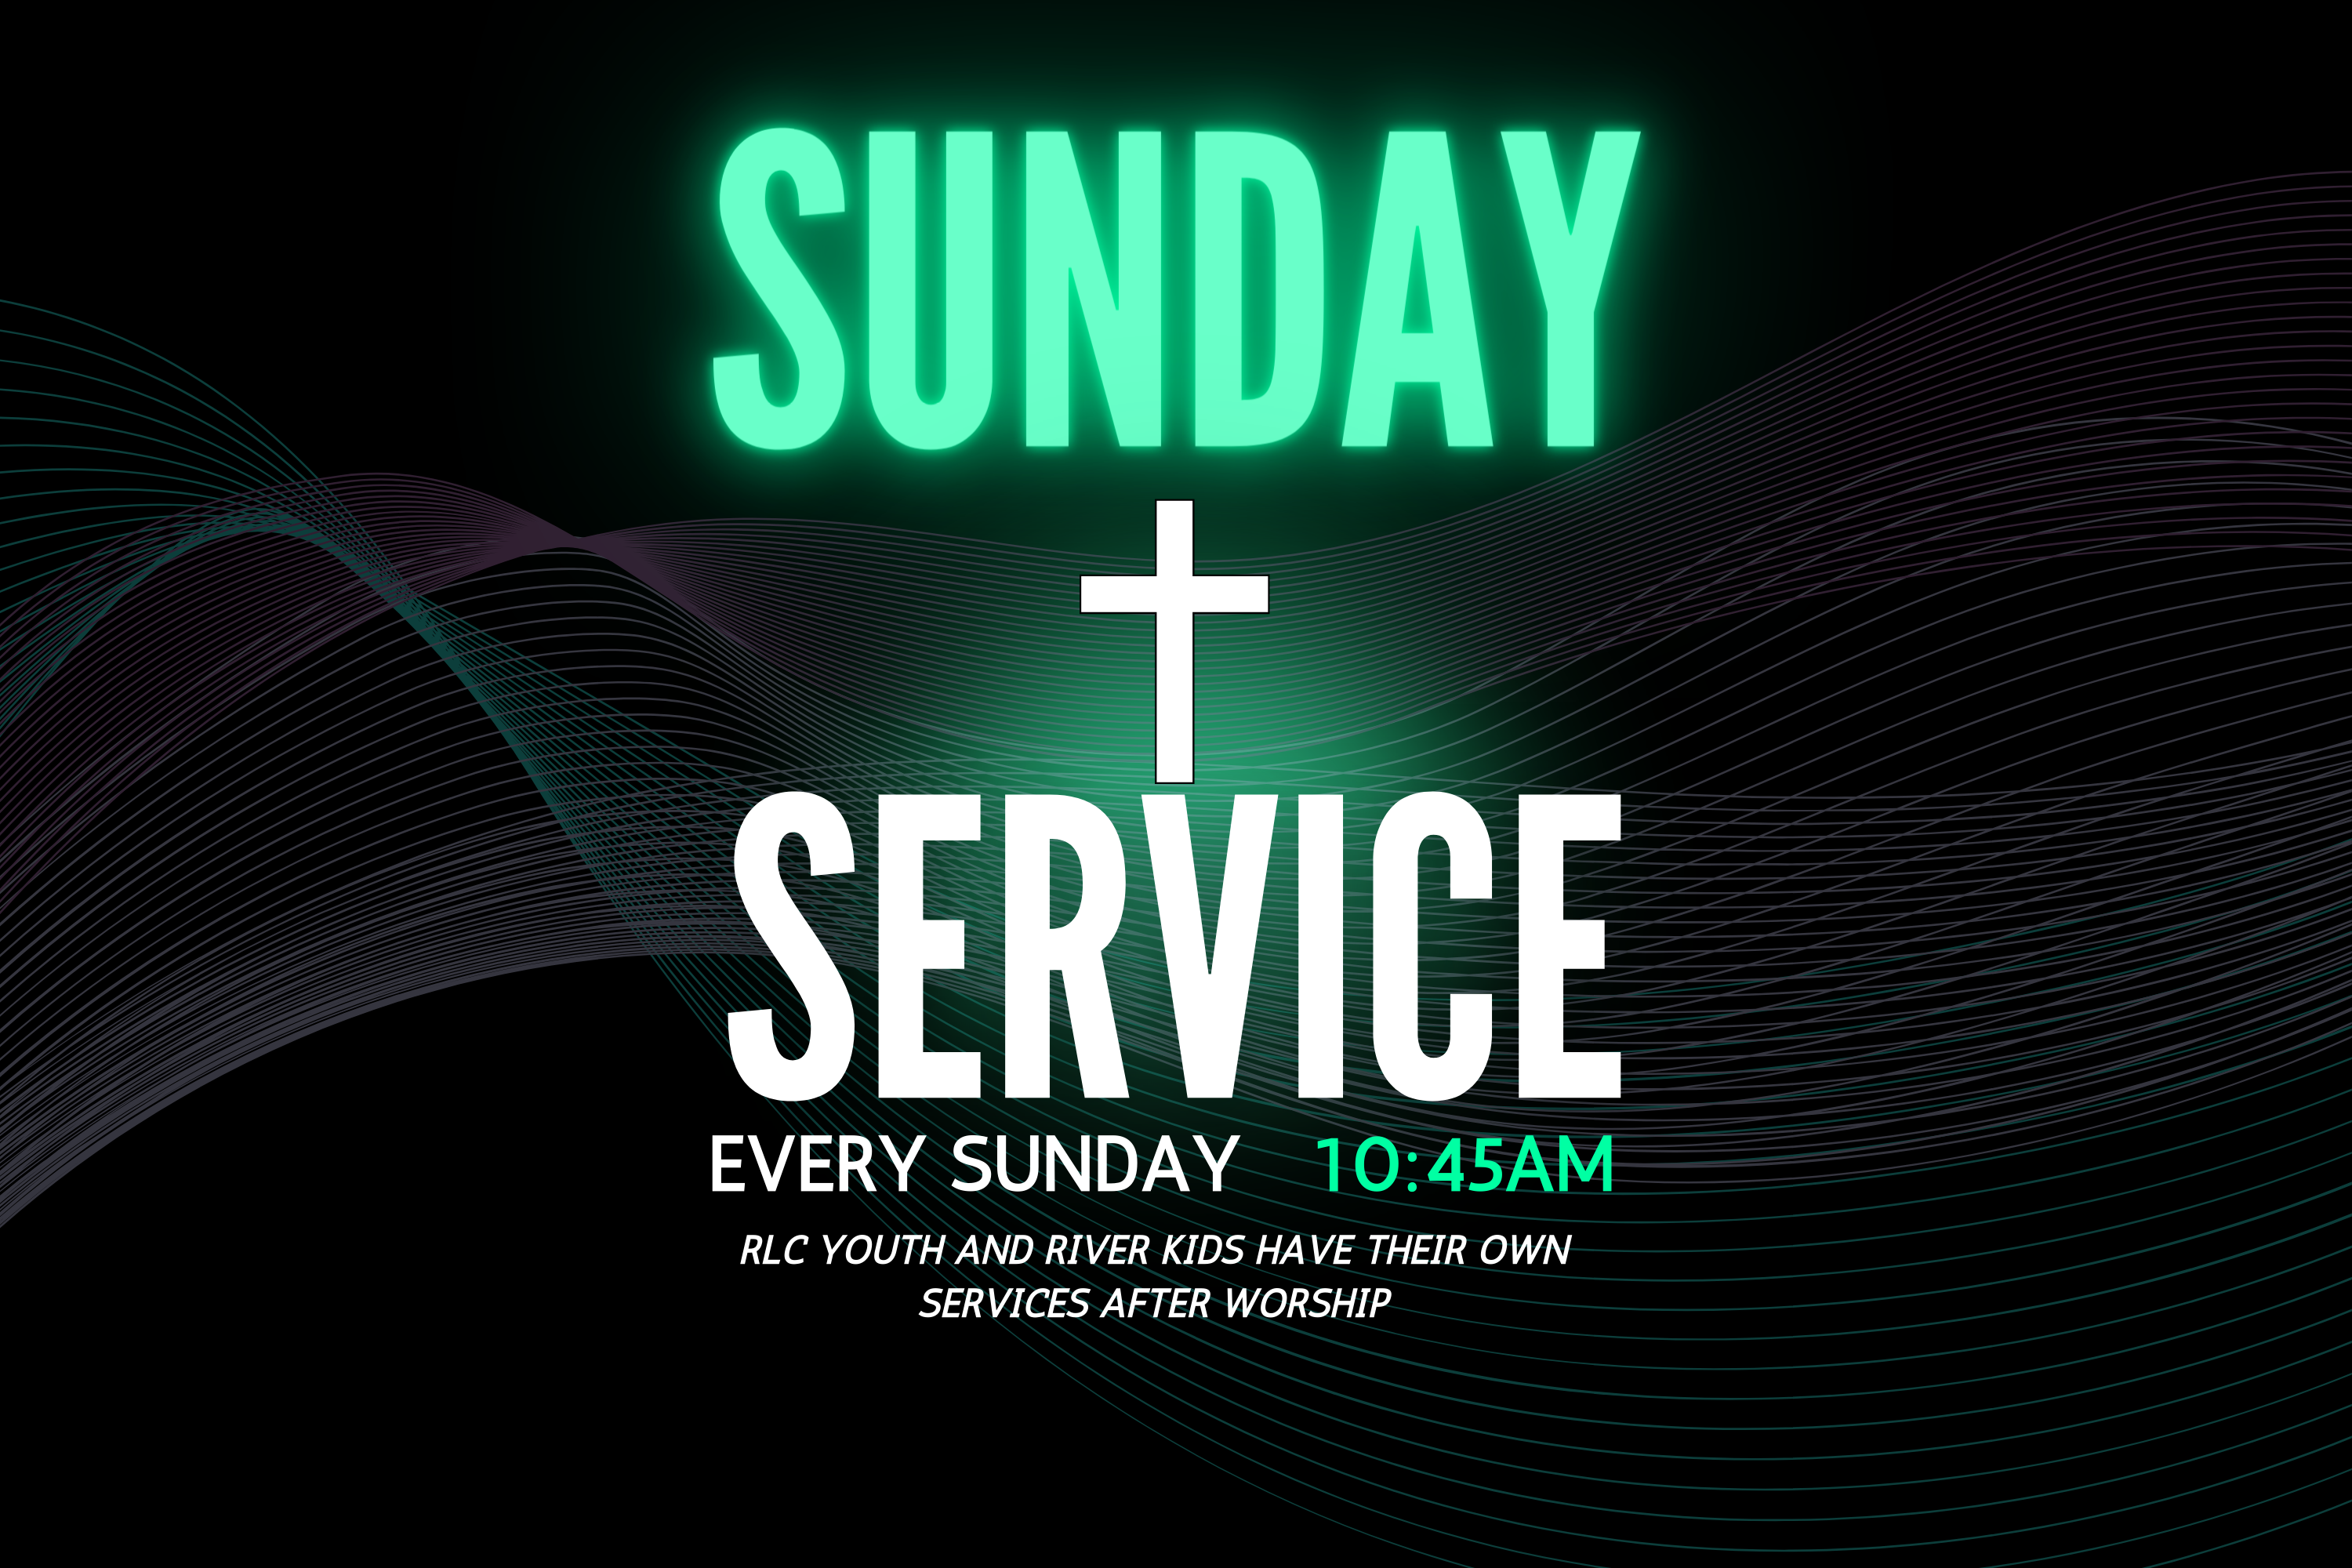 SUNDAY
SERVICE
EVERY SUNDAY 10:45AM
RLC YOUTH AND RIVER KIDS HAVE THEIR OWN
SERVICES AFTER WORSHIP